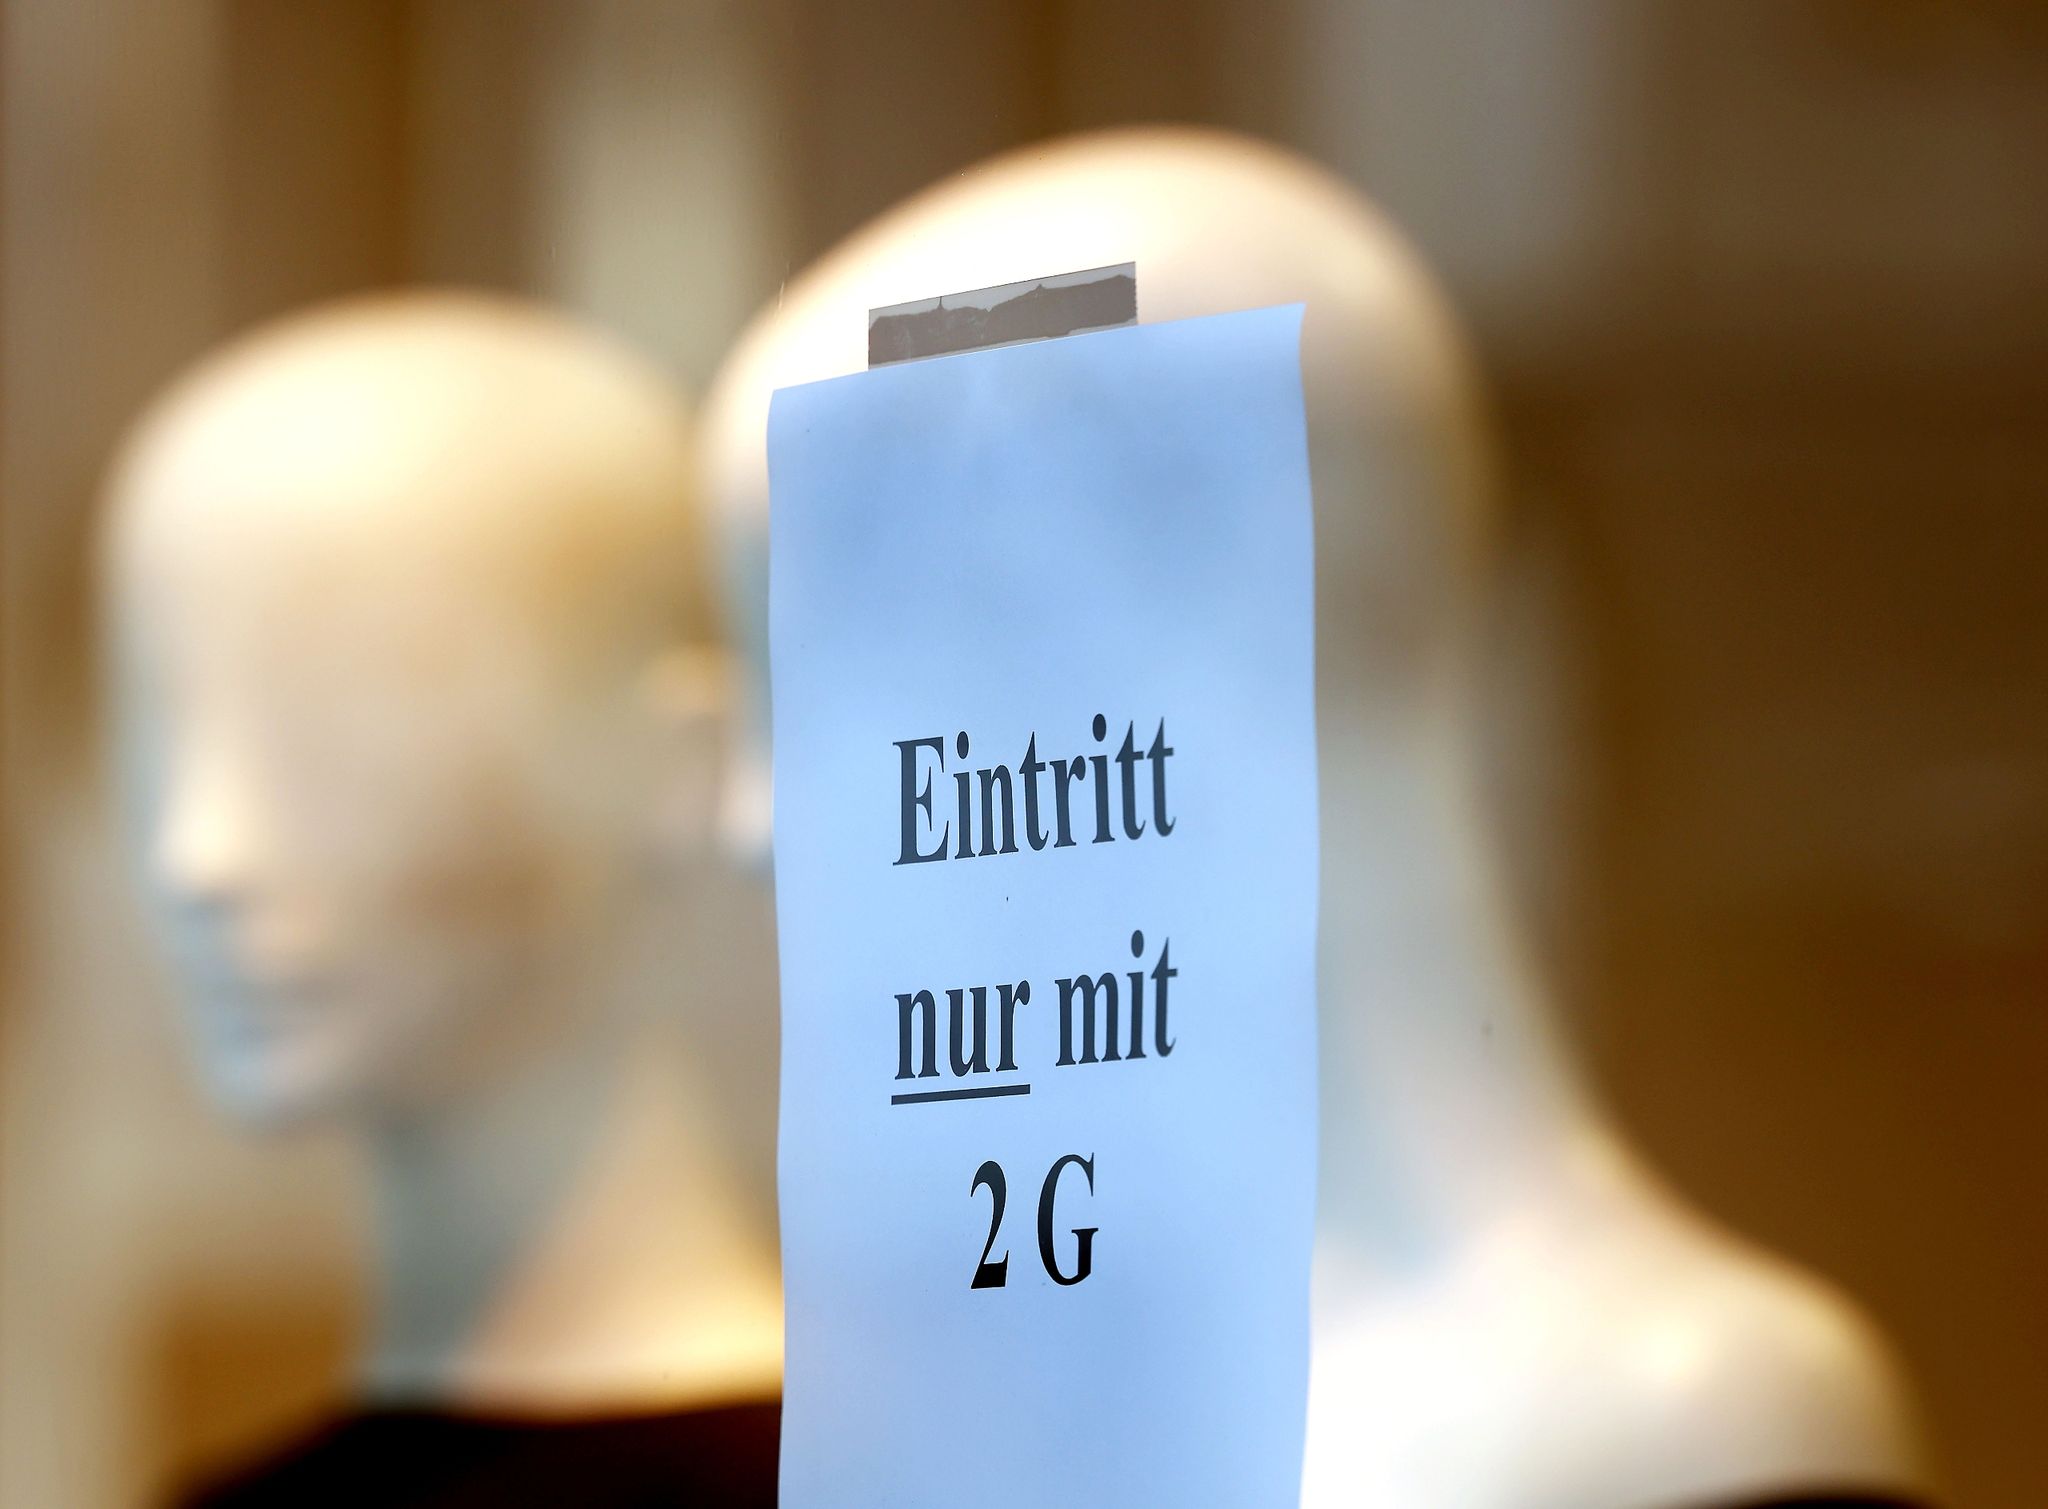 Eintritt
nur mit
2 G